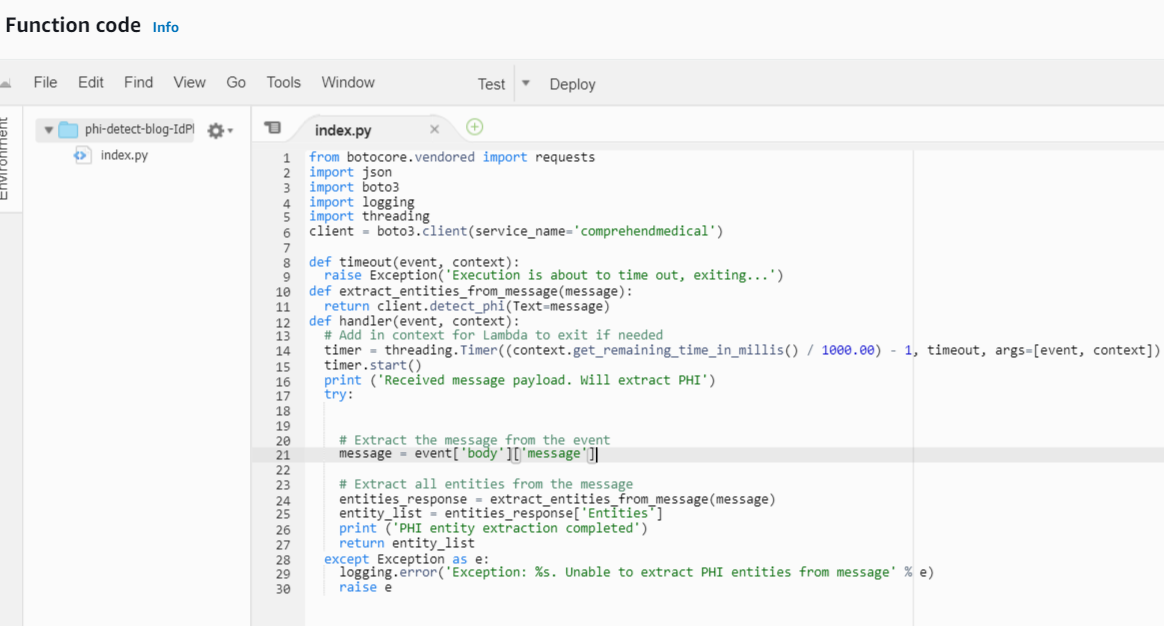 Function code Info
File Edit Find View Go Tools Window Test Deploy
Environment
phi-detect-blog-IdPl
index.py
index.py
1 from botocore.vendored import requests
2 import json
3 import boto3
4 import logging
5 import threading
6 client = boto3.client(service_name='comprehendmedical')
7
8 def timeout(event, context):
9 raise Exception('Execution is about to time out, exiting...')
10 def extract_entities_from_message(message):
11 return client.detect_phi(Text=message)
12 def handler(event, context):
13 # Add in context for Lambda to exit if needed
14 timer = threading.Timer((context.get_remaining_time_in_millis() / 1000.00) - 1, timeout, args=[event, context])
15 timer.start()
16 print ('Received message payload. Will extract PHI')
17 try:
18
19
20 # Extract the message from the event
21 message = event['body']['message']
22
23 # Extract all entities from the message
24 entities_response = extract_entities_from_message(message)
25 entity_list = entities_response['Entities']
26 print ('PHI entity extraction completed')
27 return entity_list
28 except Exception as e:
29 logging.error('Exception: %s. Unable to extract PHI entities from message' % e)
30 raise e